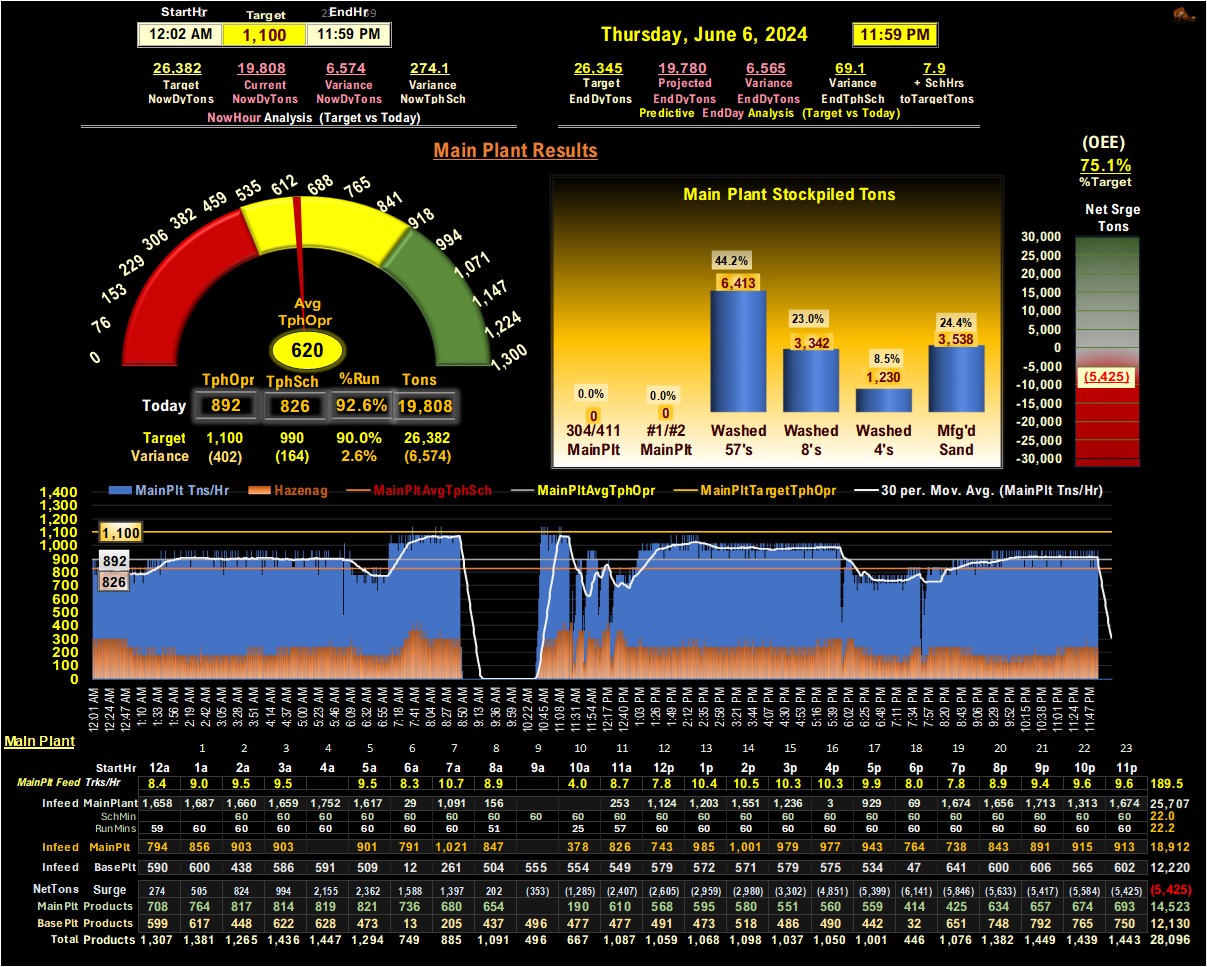 StartHr Target EndHr
12:02 AM 1,100 11:59 PM
Thursday, June 6, 2024 11:59 PM
26,382 19,808 6,574 274.1
Target Current Variance Variance
NowDyTons NowDyTons NowDyTons NowTphSch
NowHour Analysis (Target vs Today)
26,345 19,780 6,565 69.1 7.9
Target Projected Variance Variance + SchHrs
EndDyTons EndDyTons EndDyTons EndTphSch toTargetTons
Predictive EndDay Analysis (Target vs Today)
Main Plant Results
(OEE)
75.1%
%Target
0 76 153 229 306 382 459 535 612 688 765 841 918 994 1,071 1,147 1,224 1,300
Avg
TphOpr
620
TphOpr TphSch %Run Tons
Today 892 826 92.6% 19,808
Target 1,100 990 90.0% 26,382
Variance (402) (164) 2.6% (6,574)
Main Plant Stockpiled Tons
0.0% 0.0% 44.2% 23.0% 8.5% 24.4%
0 0 6,413 3,342 1,230 3,538
304/411 #1/#2 Washed Washed Washed Mfg'd
MainPlt MainPlt 57's 8's 4's Sand
Net Srge
Tons
30,000
25,000
20,000
15,000
10,000
5,000
0
-5,000
(5,425)
-10,000
-15,000
-20,000
-25,000
-30,000
MainPlt Tns/Hr Hazenag MainPltAvgTphSch MainPltAvgTphOpr MainPltTargetTphOpr 30 per. Mov. Avg. (MainPlt Tns/Hr)
1,400
1,300
1,200
1,100 1,100
1,000
900 892
800 826
700
600
500
400
300
200
100
0
12:01 AM 12:24 AM 12:47 AM 1:10 AM 1:33 AM 1:56 AM 2:19 AM 2:42 AM 3:05 AM 3:28 AM 3:51 AM 4:14 AM 4:37 AM 5:00 AM 5:23 AM 5:46 AM 6:09 AM 6:32 AM 6:55 AM 7:18 AM 7:41 AM 8:04 AM 8:27 AM 8:50 AM 9:13 AM 9:36 AM 9:59 AM 10:22 AM 10:45 AM 11:08 AM 11:31 AM 11:54 AM 12:17 PM 12:40 PM 1:03 PM 1:26 PM 1:49 PM 2:12 PM 2:35 PM 2:58 PM 3:21 PM 3:44 PM 4:07 PM 4:30 PM 4:53 PM 5:16 PM 5:39 PM 6:02 PM 6:25 PM 6:48 PM 7:11 PM 7:34 PM 7:57 PM 8:20 PM 8:43 PM 9:06 PM 9:29 PM 9:52 PM 10:15 PM 10:38 PM 11:01 PM 11:24 PM 11:47 PM
Main Plant
1 2 3 4 5 6 7 8 9 10 11 12 13 14 15 16 17 18 19 20 21 22 23
StartHr 12a 1a 2a 3a 4a 5a 6a 7a 8a 9a 10a 11a 12p 1p 2p 3p 4p 5p 6p 7p 8p 9p 10p 11p
MainPlt Feed Trks/Hr 8.4 9.0 9.5 9.5 9.5 8.3 10.7 8.9 4.0 8.7 7.8 10.4 10.5 10.3 10.3 9.9 8.0 7.8 8.9 9.4 9.6 9.6 189.5
Infeed MainPlant 1,658 1,687 1,660 1,659 1,752 1,617 29 1,091 156 253 1,124 1,203 1,551 1,236 3 929 69 1,674 1,656 1,713 1,313 1,674 25,707
SchMin 60 60 60 60 60 60 60 60 60 60 60 60 60 60 60 60 60 60 60 60 60 60 22.0
RunMins 59 60 60 60 60 60 60 51 25 57 60 60 60 60 60 60 60 60 60 60 60 60 22.2
Infeed MainPlt 794 856 903 903 901 791 1,021 847 378 826 743 985 1,001 979 977 943 764 738 843 891 915 913 18,912
Infeed BasePlt 590 600 438 586 591 509 12 261 504 555 554 549 579 572 571 579 575 534 47 641 600 606 565 602 12,220
NetTons Surge 274 505 824 994 2,155 2,362 1,588 1,397 202 (353) (1,285) (2,407) (2,605) (2,959) (2,980) (3,302) (4,851) (5,399) (6,141) (5,846) (5,633) (5,417) (5,584) (5,425) (5,425)
MainPlt Products 708 764 817 814 819 821 736 680 654 190 610 568 595 580 551 560 559 414 425 634 657 674 693 14,523
BasePlt Products 599 617 448 622 628 473 13 205 437 496 477 477 491 473 518 486 490 442 32 651 748 792 765 750 12,130
Total Products 1,307 1,381 1,265 1,436 1,447 1,294 749 885 1,091 496 667 1,087 1,059 1,068 1,098 1,037 1,050 1,001 446 1,076 1,382 1,449 1,439 1,443 28,096